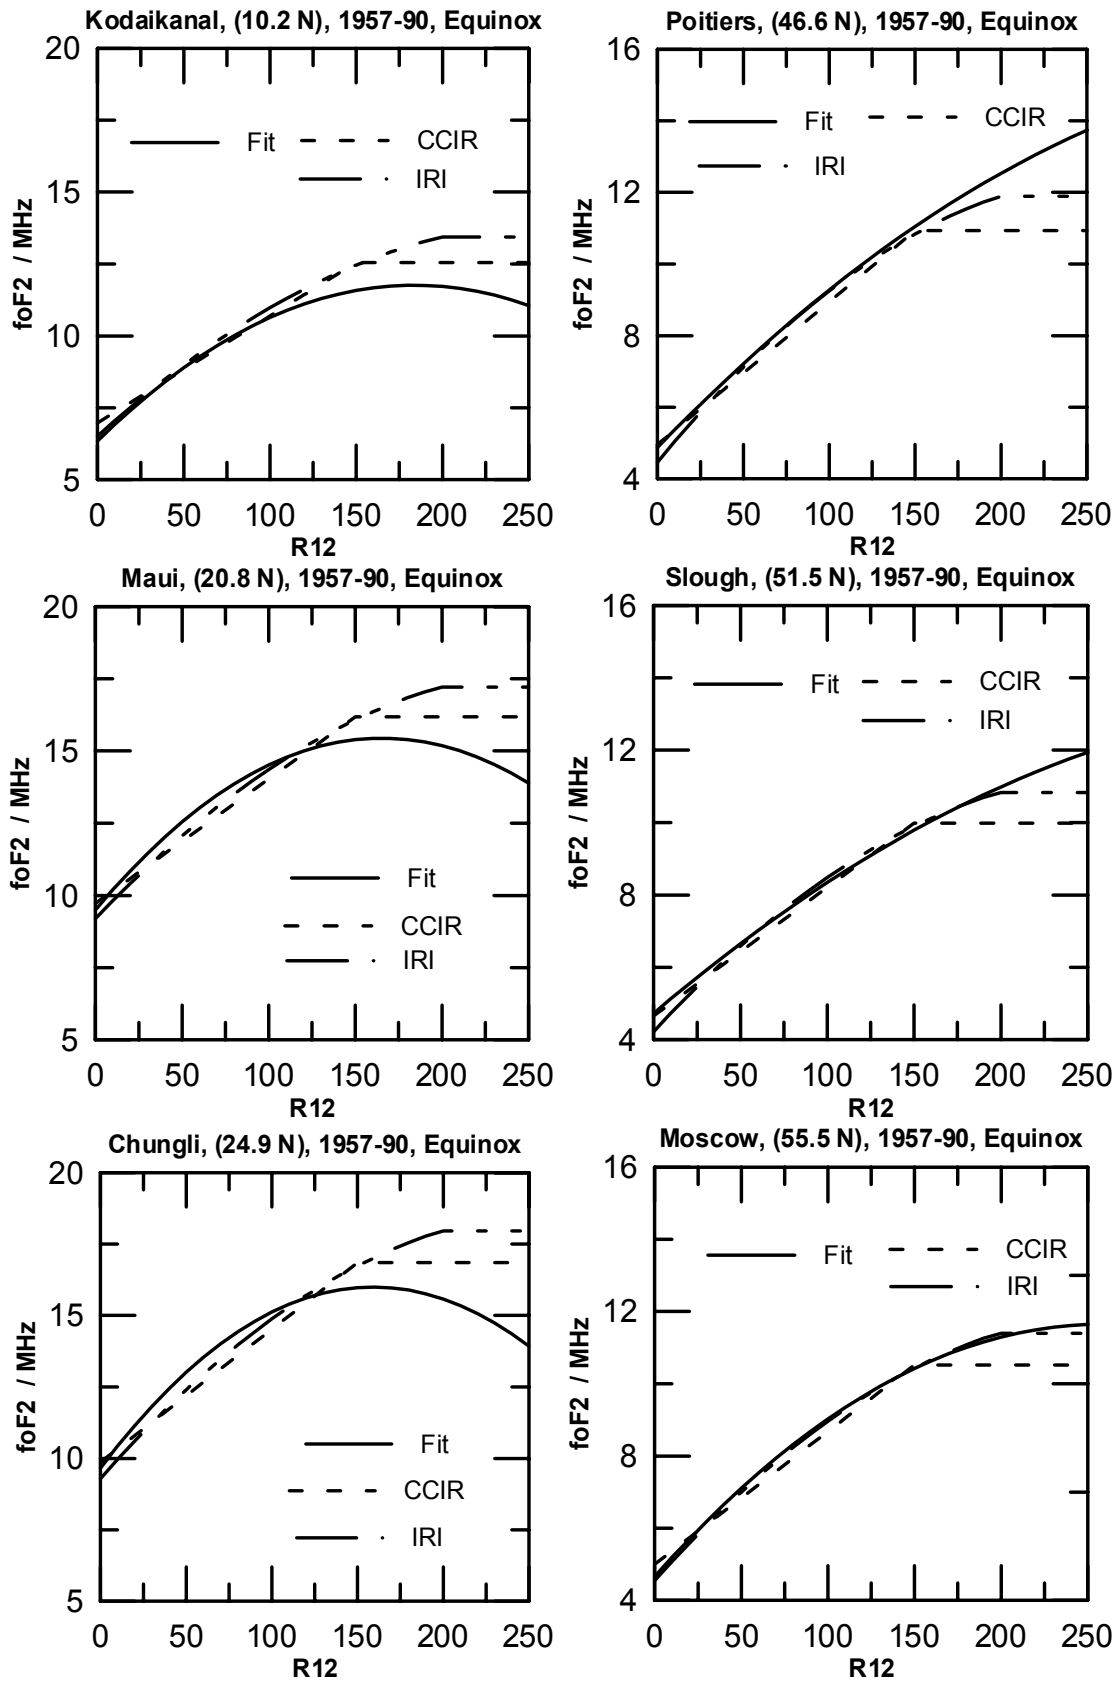 Kodaikanal, (10.2 N), 1957-90, Equinox
20
15
10
5
foF2 / MHz
Fit
CCIR
IRI
0 50 100 150 200 250
R12
Poitiers, (46.6 N), 1957-90, Equinox
16
12
8
4
foF2 / MHz
Fit
CCIR
IRI
0 50 100 150 200 250
R12
Maui, (20.8 N), 1957-90, Equinox
20
15
10
5
foF2 / MHz
Fit
CCIR
IRI
0 50 100 150 200 250
R12
Slough, (51.5 N), 1957-90, Equinox
16
12
8
4
foF2 / MHz
Fit
CCIR
IRI
0 50 100 150 200 250
R12
Chungli, (24.9 N), 1957-90, Equinox
20
15
10
5
foF2 / MHz
Fit
CCIR
IRI
0 50 100 150 200 250
R12
Moscow, (55.5 N), 1957-90, Equinox
16
12
8
4
foF2 / MHz
Fit
CCIR
IRI
0 50 100 150 200 250
R12